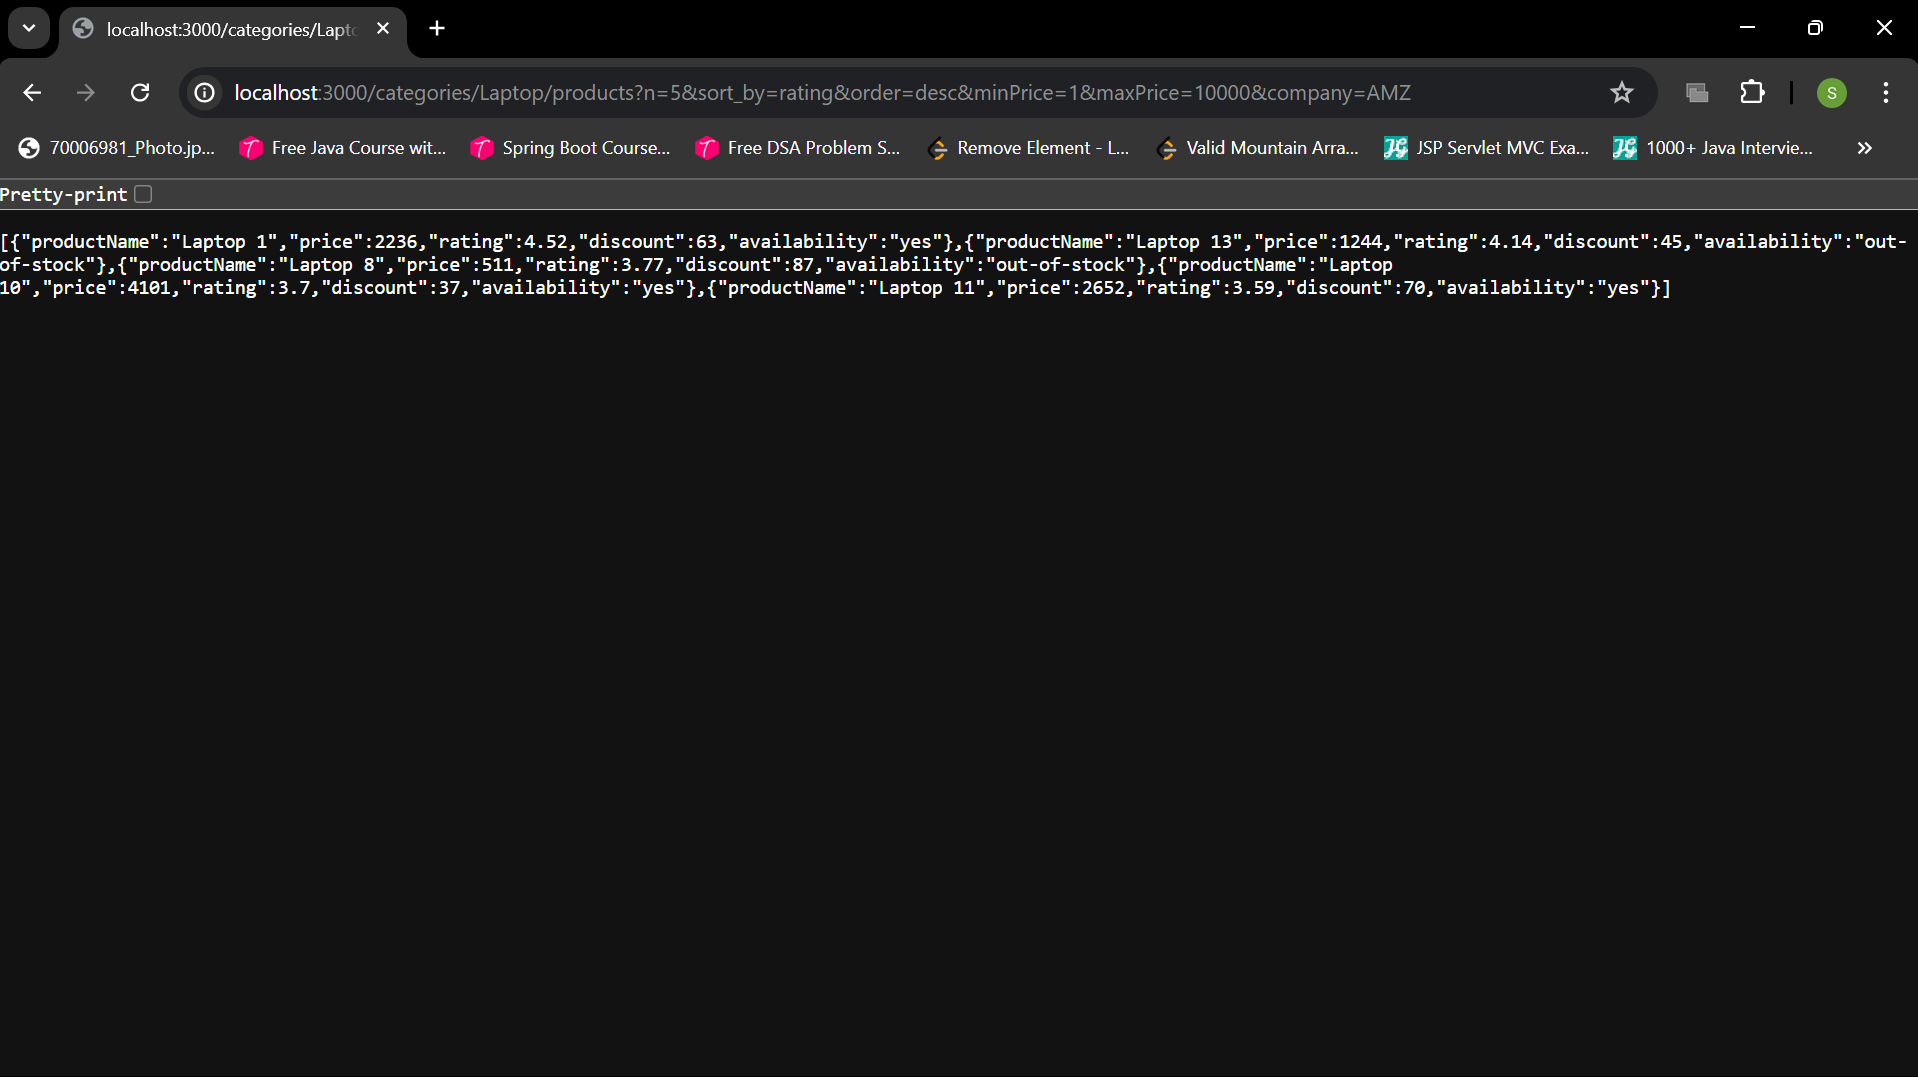 localhost:3000/categories/Lapt
localhost:3000/categories/Laptop/products?n=5&sort_by=rating&order=desc&minPrice=1&maxPrice=10000&company=AMZ
S
70006981_Photo.jp... Free Java Course wit... Spring Boot Course... Free DSA Problem S... Remove Element - L... Valid Mountain Arra... JSP Servlet MVC Exa... 1000+ Java Intervie...
Pretty-print
[{"productName":"Laptop 1","price":2236,"rating":4.52,"discount":63,"availability":"yes"},{"productName":"Laptop 13","price":1244,"rating":4.14,"discount":45,"availability":"out-
of-stock"},{"productName":"Laptop 8","price":511,"rating":3.77,"discount":87,"availability":"out-of-stock"},{"productName":"Laptop
10","price":4101,"rating":3.7,"discount":37,"availability":"yes"},{"productName":"Laptop 11","price":2652,"rating":3.59,"discount":70,"availability":"yes"}]